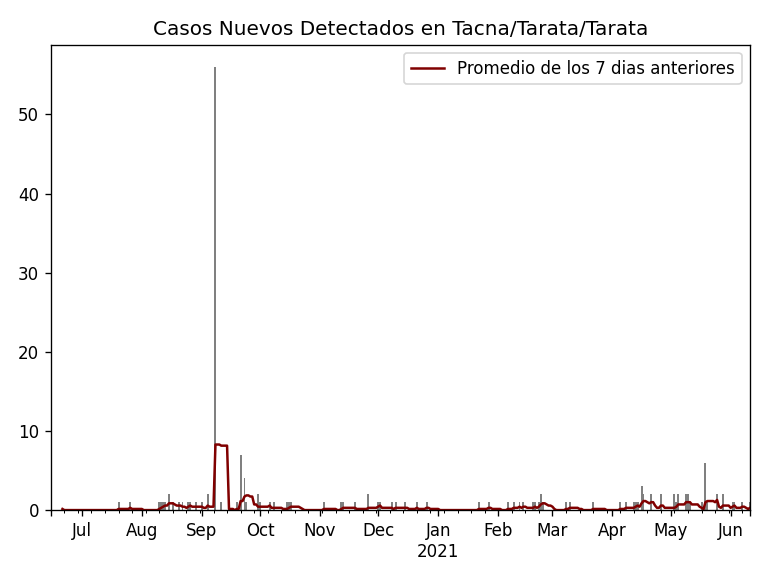 Casos Nuevos Detectados en Tacna/Tarata/Tarata
Promedio de los 7 dias anteriores
50
40
30
20
10
0
Jul Aug Sep Oct Nov Dec Jan Feb Mar Apr May Jun
2021